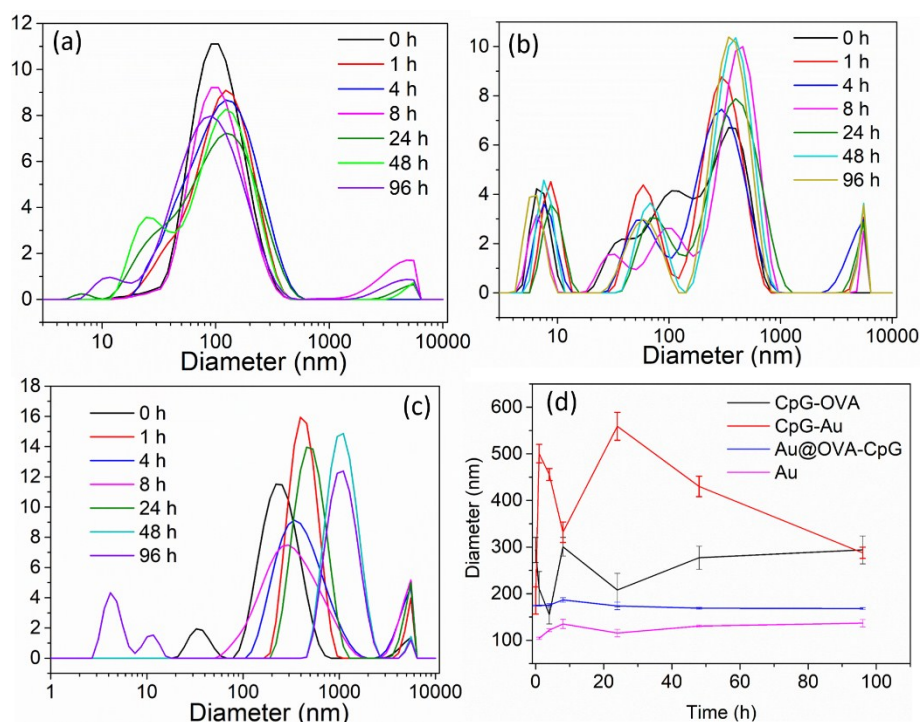 (a)
0 h
1 h
4 h
8 h
24 h
48 h
96 h
12
10
8
6
4
2
0
10 100 1000 10000
Diameter (nm)
(b)
0 h
1 h
4 h
8 h
24 h
48 h
96 h
10
8
6
4
2
0
10 100 1000 10000
Diameter (nm)
(c)
0 h
1 h
4 h
8 h
24 h
48 h
96 h
18
16
14
12
10
8
6
4
2
0
1 10 100 1000 10000
Diameter (nm)
(d)
CpG-OVA
CpG-Au
Au@OVA-CpG
Au
Diameter (nm)
600
500
400
300
200
100
0 20 40 60 80 100
Time (h)